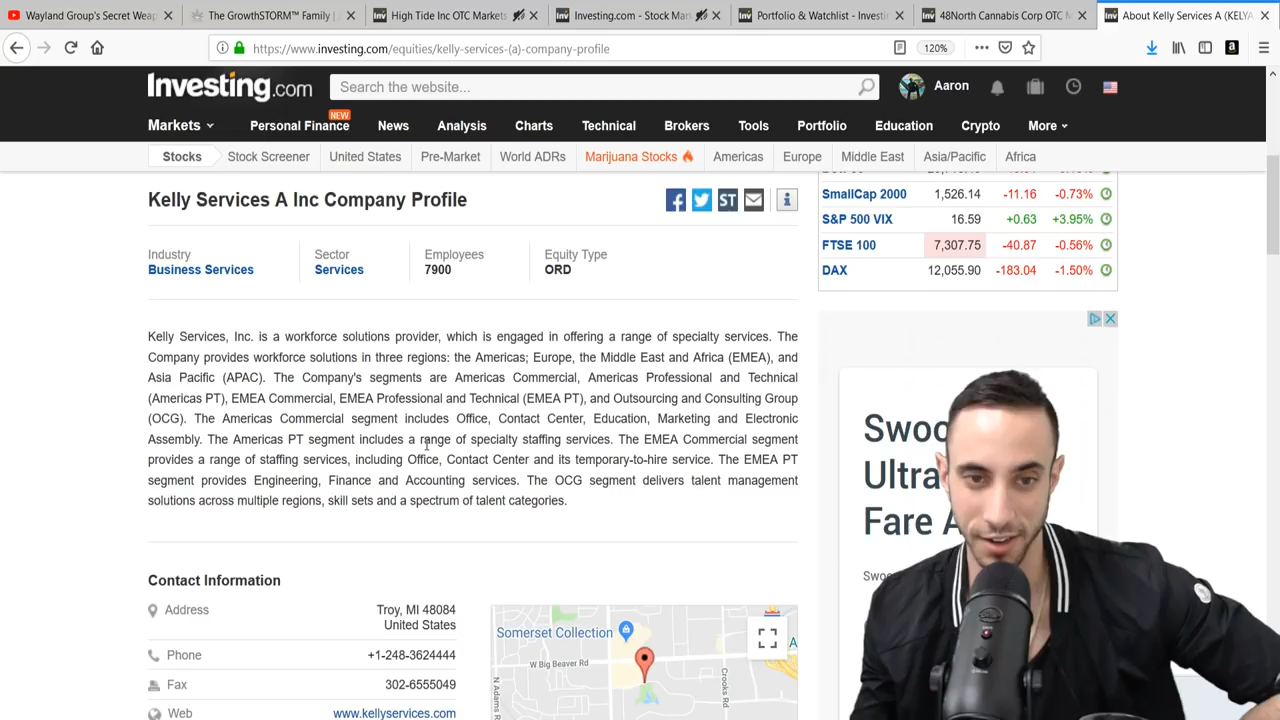 Wayland Group's Secret Weap
The GrowthSTORM™ Family
High Tide Inc OTC Markets
Investing.com - Stock Mar
Portfolio & Watchlist - Investi
48North Cannabis Corp OTC M
About Kelly Services A (KELYA
https://www.investing.com/equities/kelly-services-(a)-company-profile
120%
Investing.com
Search the website...
Aaron
Markets
Personal Finance
NEW
News
Analysis
Charts
Technical
Brokers
Tools
Portfolio
Education
Crypto
More
Stocks
Stock Screener
United States
Pre-Market
World ADRs
Marijuana Stocks
Americas
Europe
Middle East
Asia/Pacific
Africa
Kelly Services A Inc Company Profile
ST
Industry
Business Services
Sector
Services
Employees
7900
Equity Type
ORD
Kelly Services, Inc. is a workforce solutions provider, which is engaged in offering a range of specialty services. The
Company provides workforce solutions in three regions: the Americas; Europe, the Middle East and Africa (EMEA), and
Asia Pacific (APAC). The Company's segments are Americas Commercial, Americas Professional and Technical
(Americas PT), EMEA Commercial, EMEA Professional and Technical (EMEA PT), and Outsourcing and Consulting Group
(OCG). The Americas Commercial segment includes Office, Contact Center, Education, Marketing and Electronic
Assembly. The Americas PT segment includes a range of specialty staffing services. The EMEA Commercial segment
provides a range of staffing services, including Office, Contact Center and its temporary-to-hire service. The EMEA PT
segment provides Engineering, Finance and Accounting services. The OCG segment delivers talent management
solutions across multiple regions, skill sets and a spectrum of talent categories.
Contact Information
Address
Troy, MI 48084
United States
Phone
+1-248-3624444
Fax
302-6555049
Web
www.kellyservices.com
Somerset Collection
W Big Beaver Rd
N Adams R
Crooks Rd
SmallCap 2000 1,526.14 -11.16 -0.73%
S&P 500 VIX 16.59 +0.63 +3.95%
FTSE 100 7,307.75 -40.87 -0.56%
DAX 12,055.90 -183.04 -1.50%
Swoo
Ultra
Fare A
Swoo